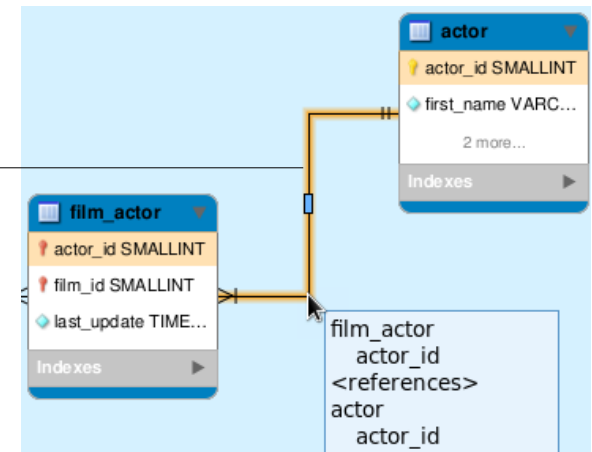 actor
actor_id SMALLINT
first_name VARC...
2 more...
Indexes
film_actor
actor_id SMALLINT
film_id SMALLINT
last_update TIME...
Indexes
film_actor
actor_id
<references>
actor
actor_id